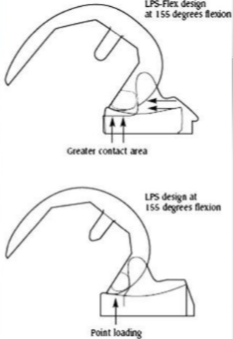 LPS-Flex design
at 155 degrees flexion
Greater contact area
LPS design at
155 degrees flexion
Point loading